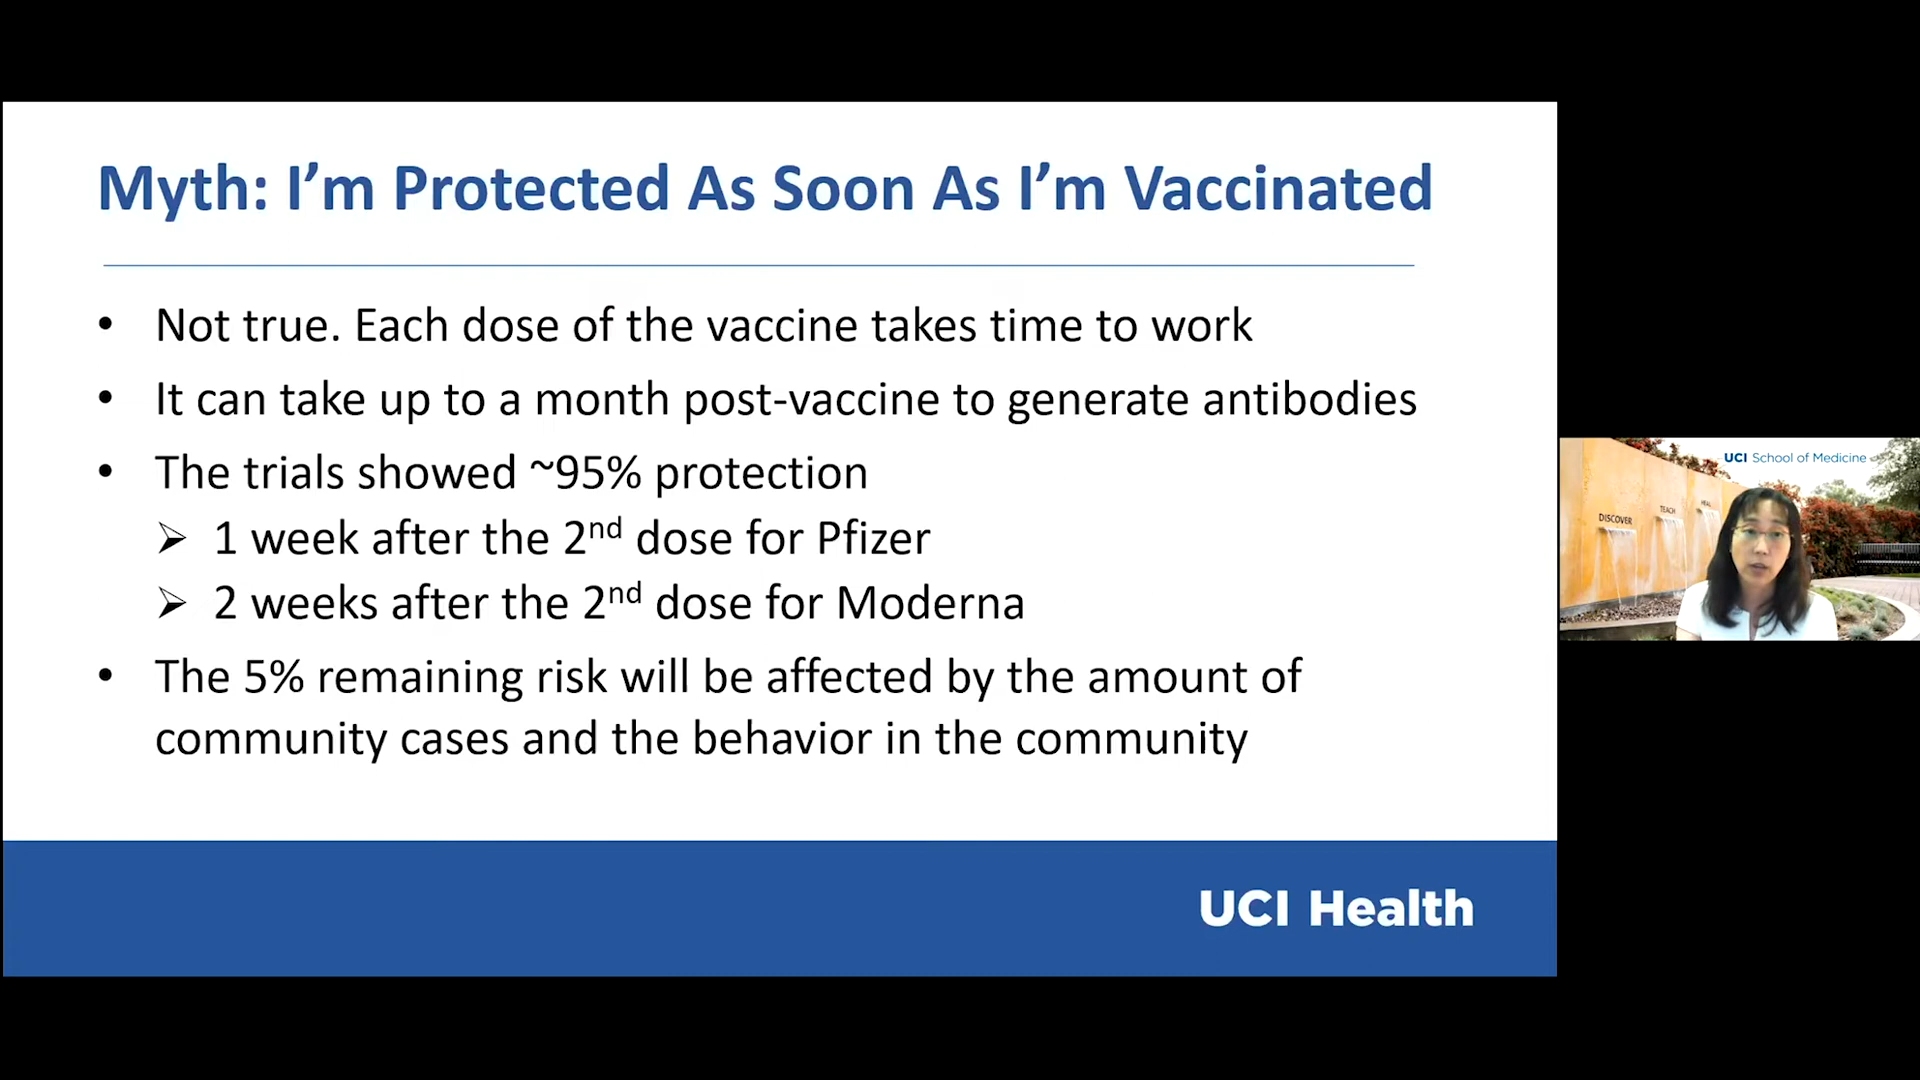 Myth: I’m Protected As Soon As I’m Vaccinated
• Not true. Each dose of the vaccine takes time to work
• It can take up to a month post-vaccine to generate antibodies
• The trials showed ~95% protection
➢ 1 week after the 2nd dose for Pfizer
➢ 2 weeks after the 2nd dose for Moderna
• The 5% remaining risk will be affected by the amount of
community cases and the behavior in the community
UCI Health
UCI School of Medicine
DISCOVER
TEACH
HEAL